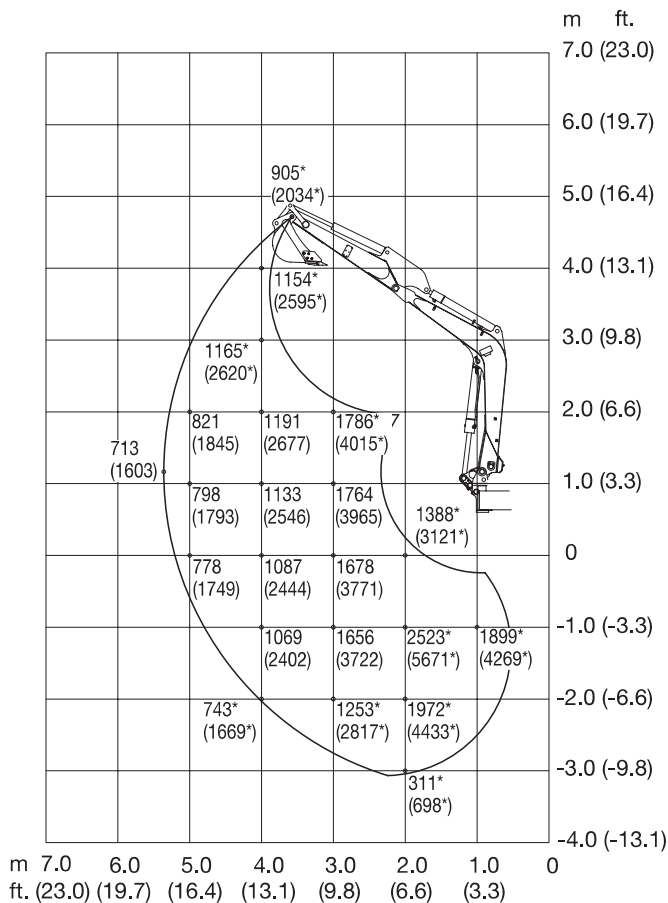 m ft.
7.0 (23.0)
6.0 (19.7)
905*
(2034*)
5.0 (16.4)
4.0 (13.1)
1154*
(2595*)
1165*
(2620*)
3.0 (9.8)
2.0 (6.6)
821 1191 1786* 7
(1845) (2677) (4015*)
713
(1603)
1.0 (3.3)
798 1133 1764
(1793) (2546) (3965)
1388*
(3121*)
0
778 1087 1678
(1749) (2444) (3771)
-1.0 (-3.3)
1069 1656 2523* 1899*
(2402) (3722) (5671*) (4269*)
-2.0 (-6.6)
743* 1253* 1972*
(1669*) (2817*) (4433*)
-3.0 (-9.8)
311*
(698*)
-4.0 (-13.1)
m 7.0 6.0 5.0 4.0 3.0 2.0 1.0 0
ft. (23.0) (19.7) (16.4) (13.1) (9.8) (6.6) (3.3)